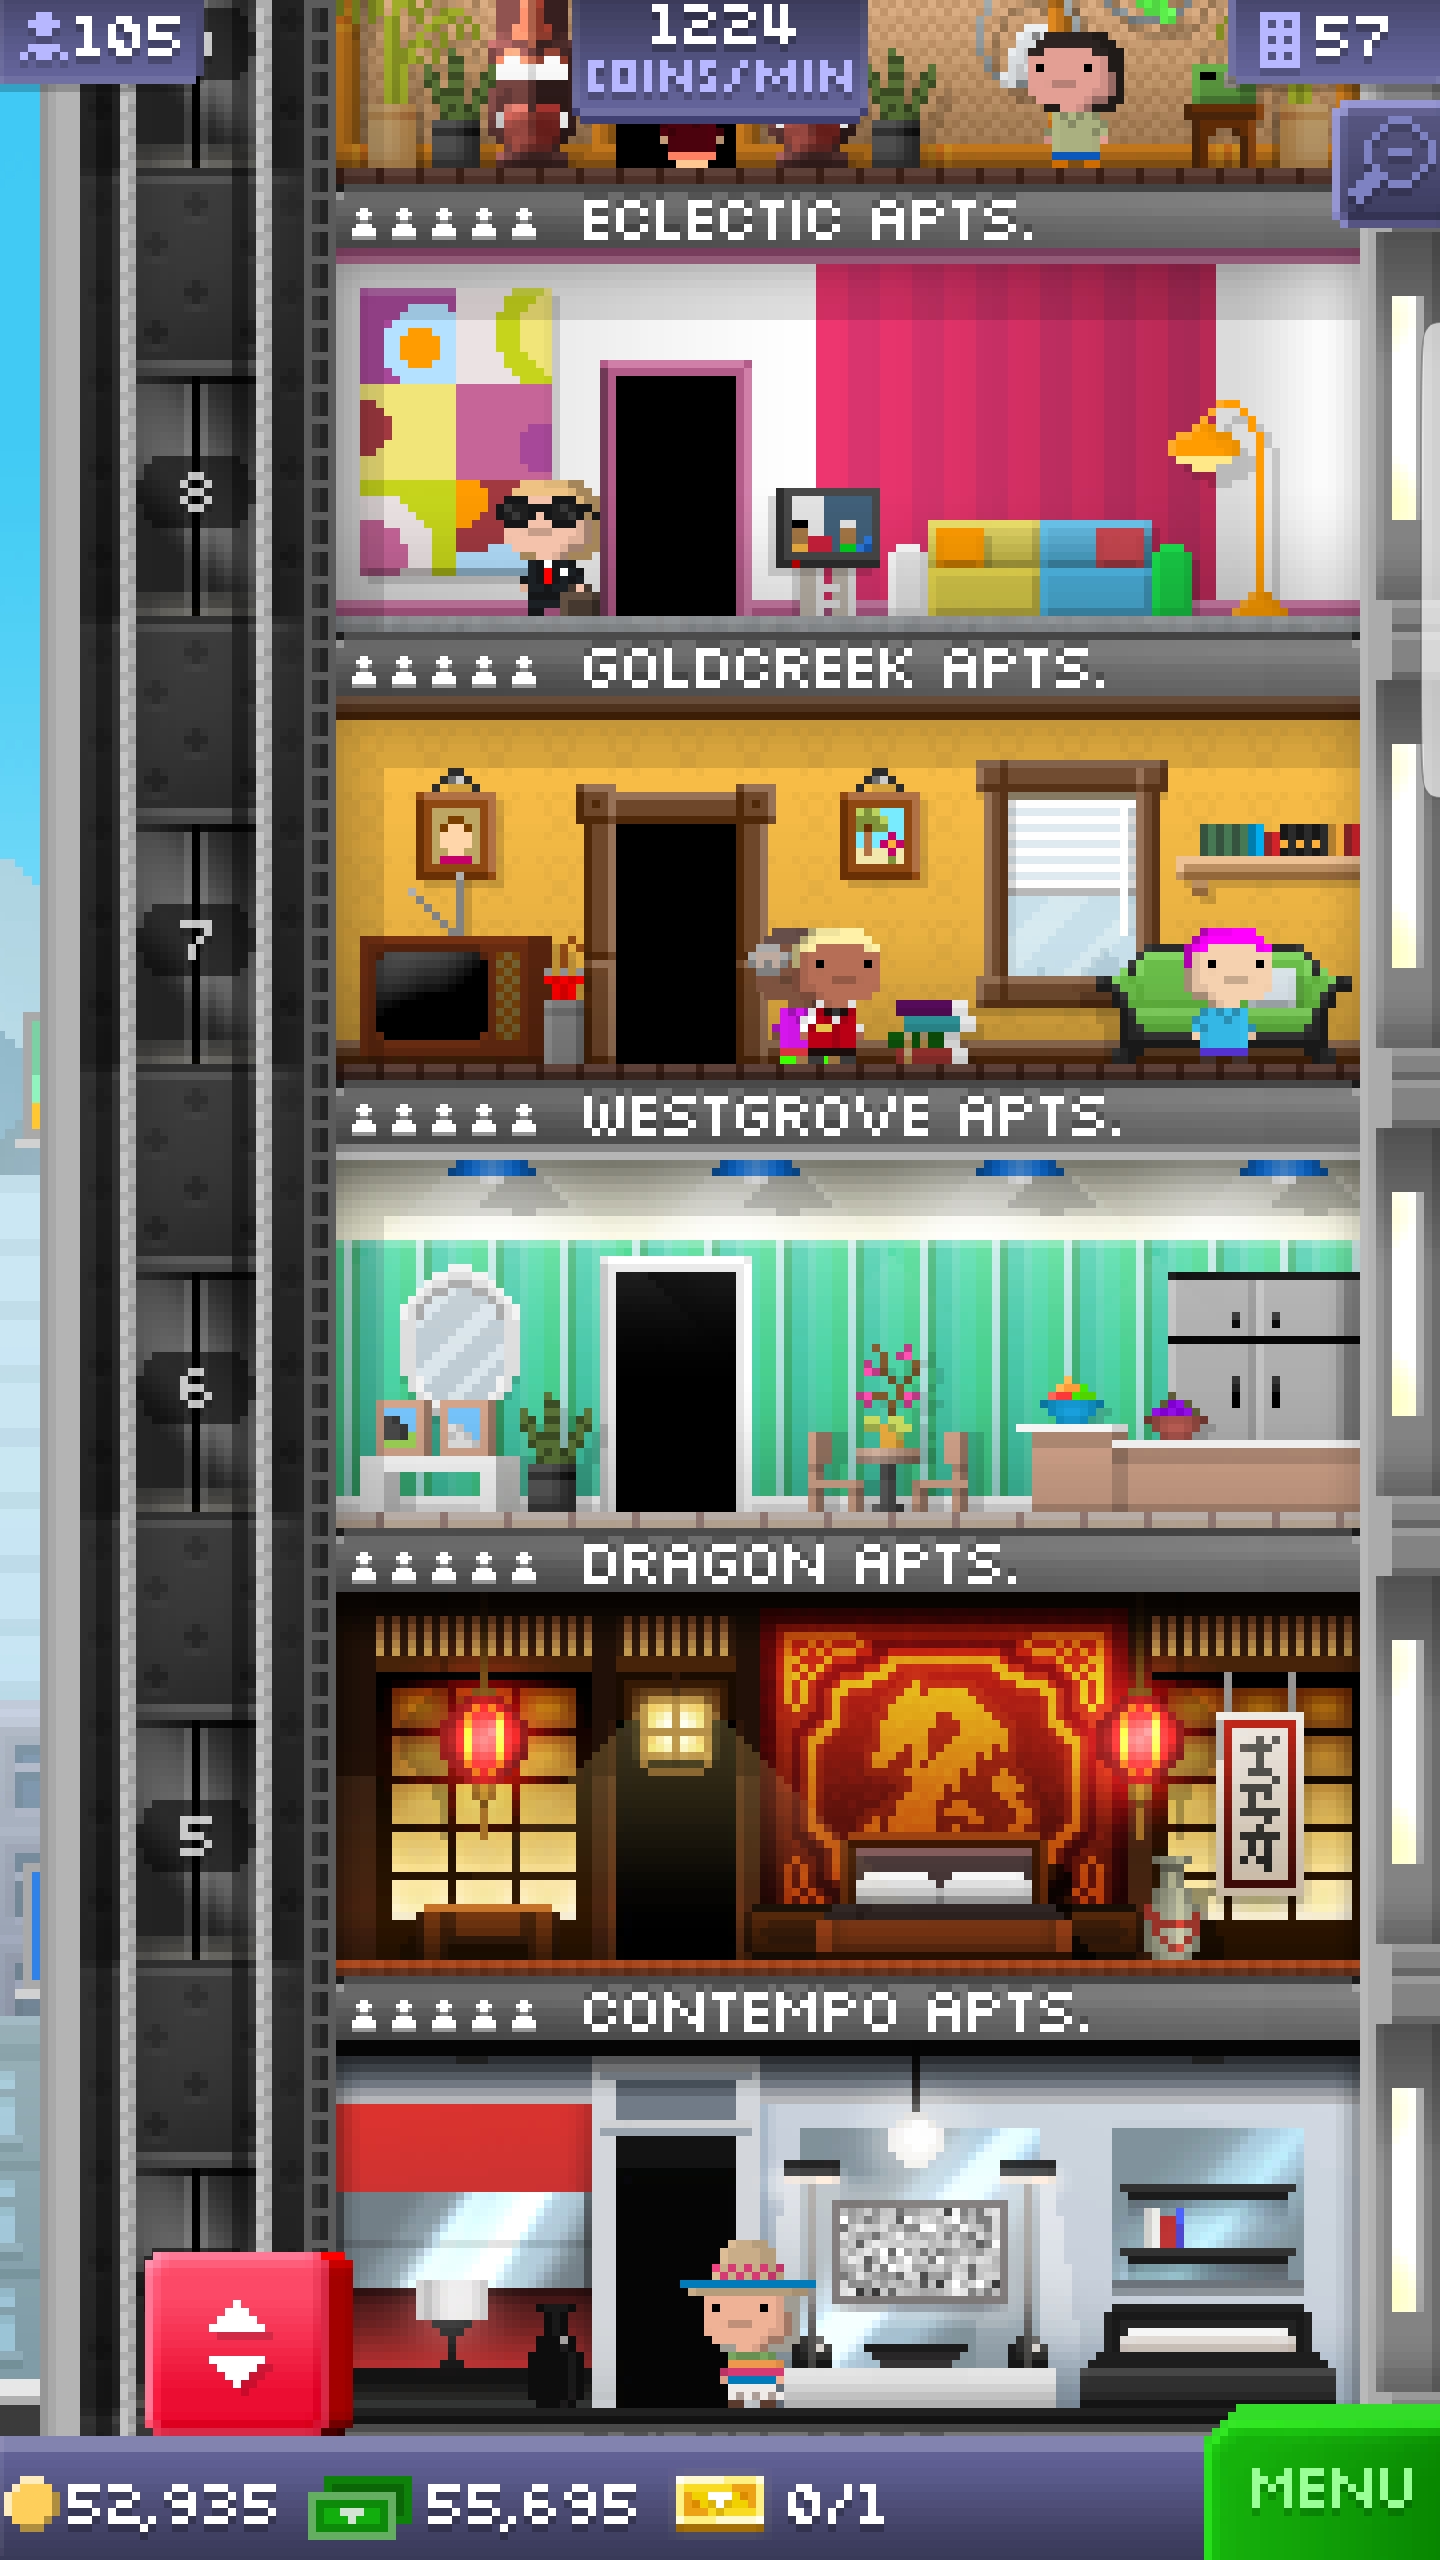 105
1224
COINS/MIN
57
ECLECTIC APTS.
8
GOLDCREEK APTS.
7
WESTGROVE APTS.
6
DRAGON APTS.
5
CONTEMPO APTS.
52,935
55,695
0/1
MENU